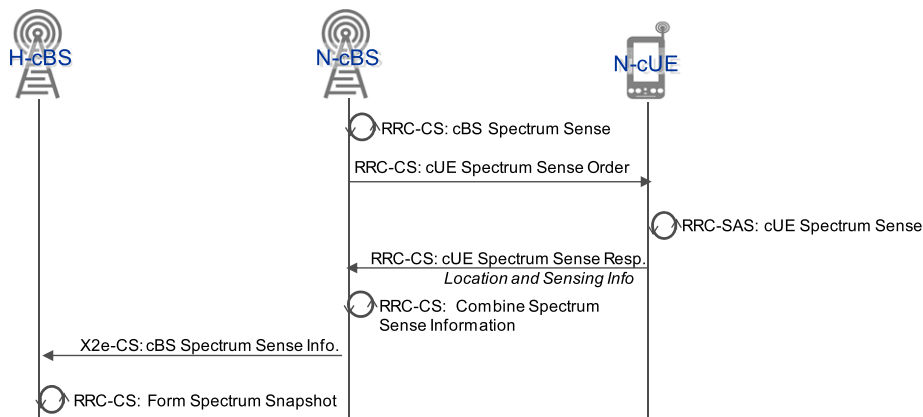 H-cBS
N-cBS
N-cUE
RRC-CS: cBS Spectrum Sense
RRC-CS: cUE Spectrum Sense Order
RRC-SAS: cUE Spectrum Sense
RRC-CS: cUE Spectrum Sense Resp.
Location and Sensing Info
RRC-CS: Combine Spectrum
Sense Information
X2e-CS: cBS Spectrum Sense Info.
RRC-CS: Form Spectrum Snapshot